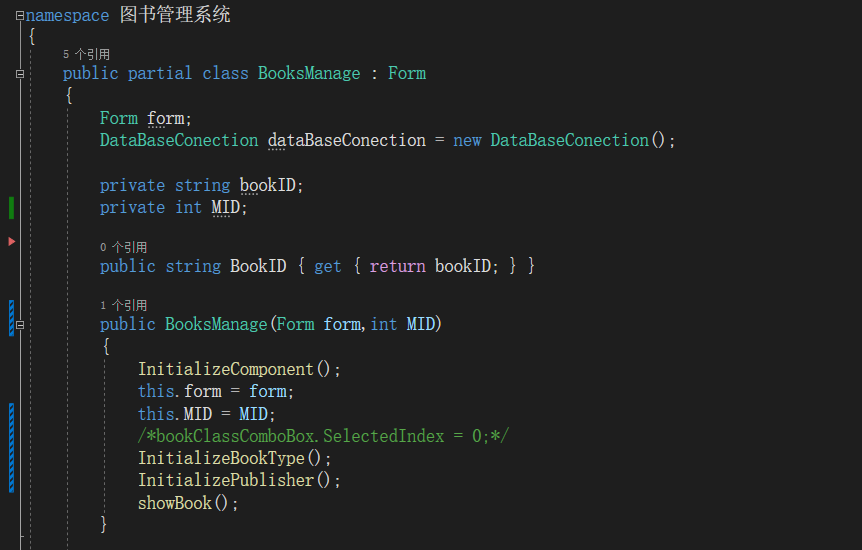 namespace 图书管理系统
{
5 个引用
public partial class BooksManage : Form
{
Form form;
DataBaseConection dataBaseConection = new DataBaseConection();
private string bookID;
private int MID;
0 个引用
public string BookID { get { return bookID; } }
1 个引用
public BooksManage(Form form,int MID)
{
InitializeComponent();
this.form = form;
this.MID = MID;
/*bookClassComboBox.SelectedIndex = 0;*/
InitializeBookType();
InitializePublisher();
showBook();
}